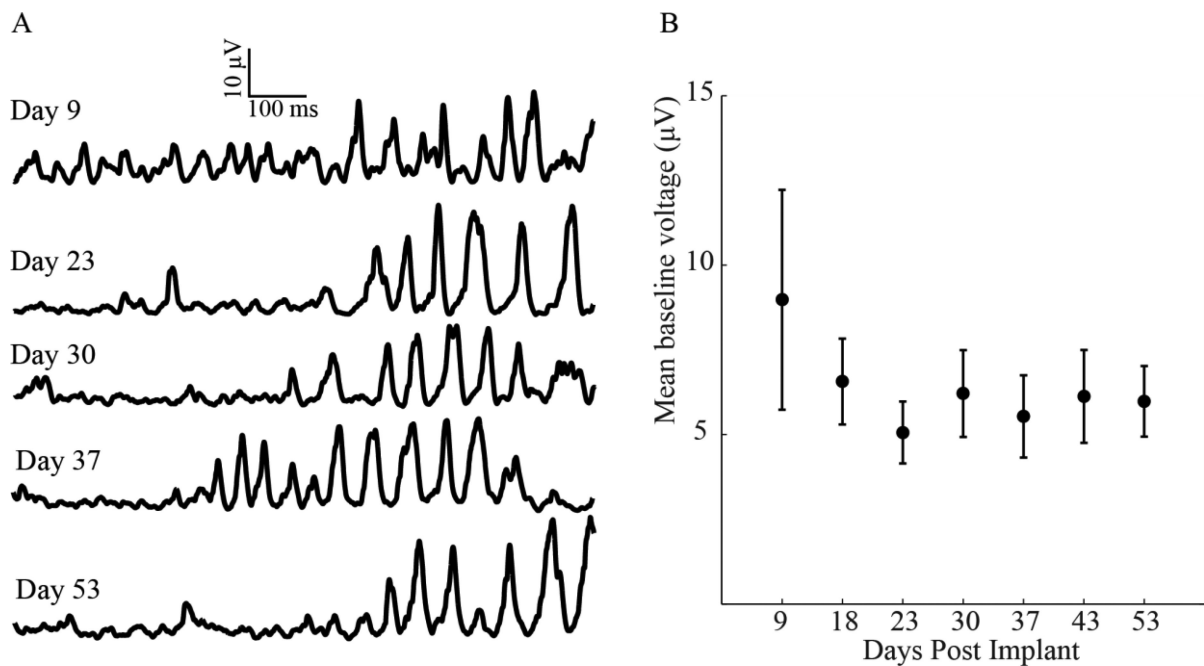 A
10 µV
100 ms
Day 9
Day 23
Day 30
Day 37
Day 53
B
Mean baseline voltage (µV)
15
10
5
9 18 23 30 37 43 53
Days Post Implant